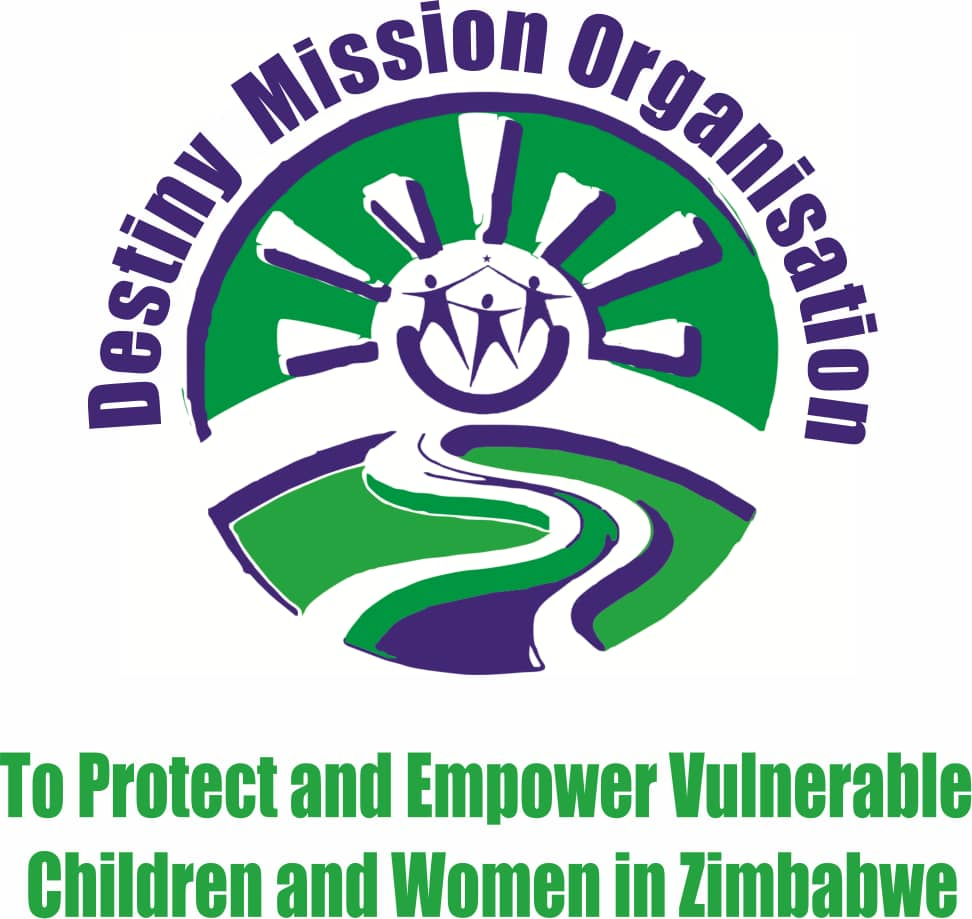 Destiny Mission Organisation
To Protect and Empower Vulnerable
Children and Women in Zimbabwe